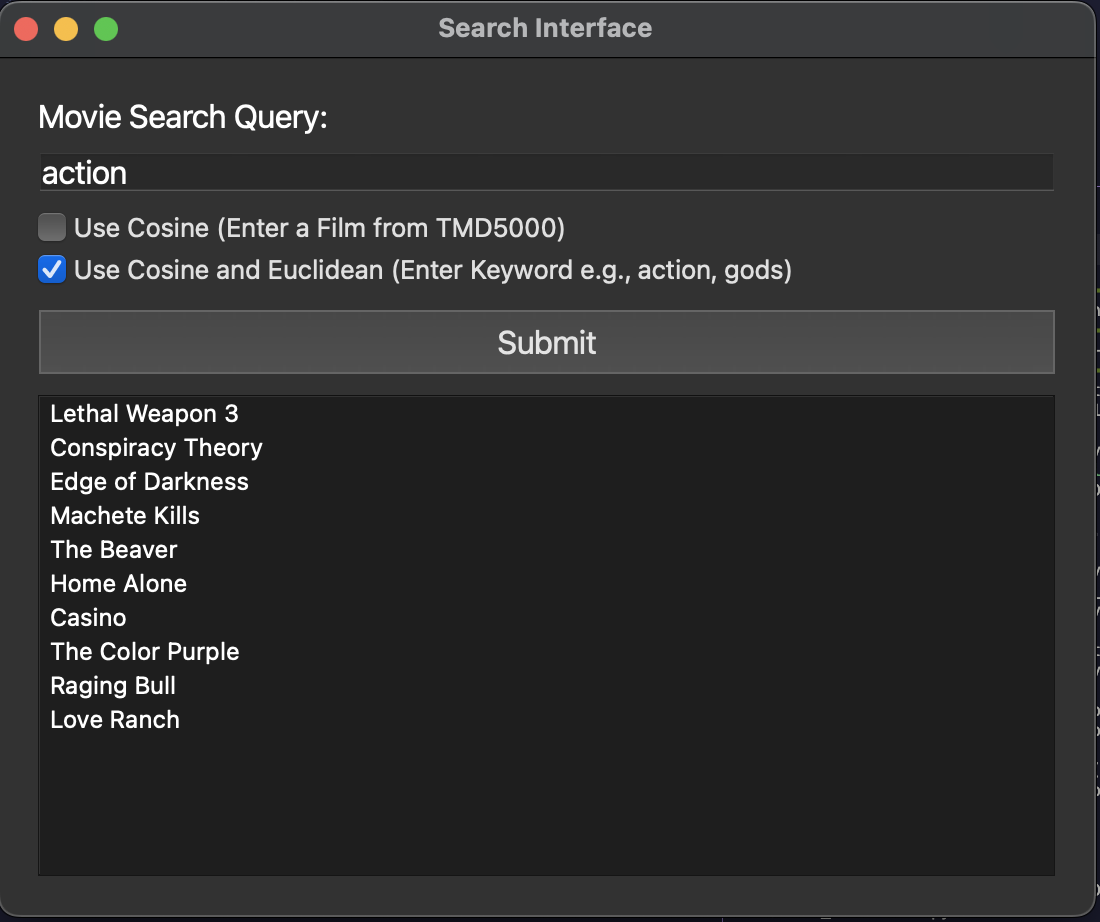 Search Interface
Movie Search Query:
action
Use Cosine (Enter a Film from TMD5000)
Use Cosine and Euclidean (Enter Keyword e.g., action, gods)
Submit
Lethal Weapon 3
Conspiracy Theory
Edge of Darkness
Machete Kills
The Beaver
Home Alone
Casino
The Color Purple
Raging Bull
Love Ranch